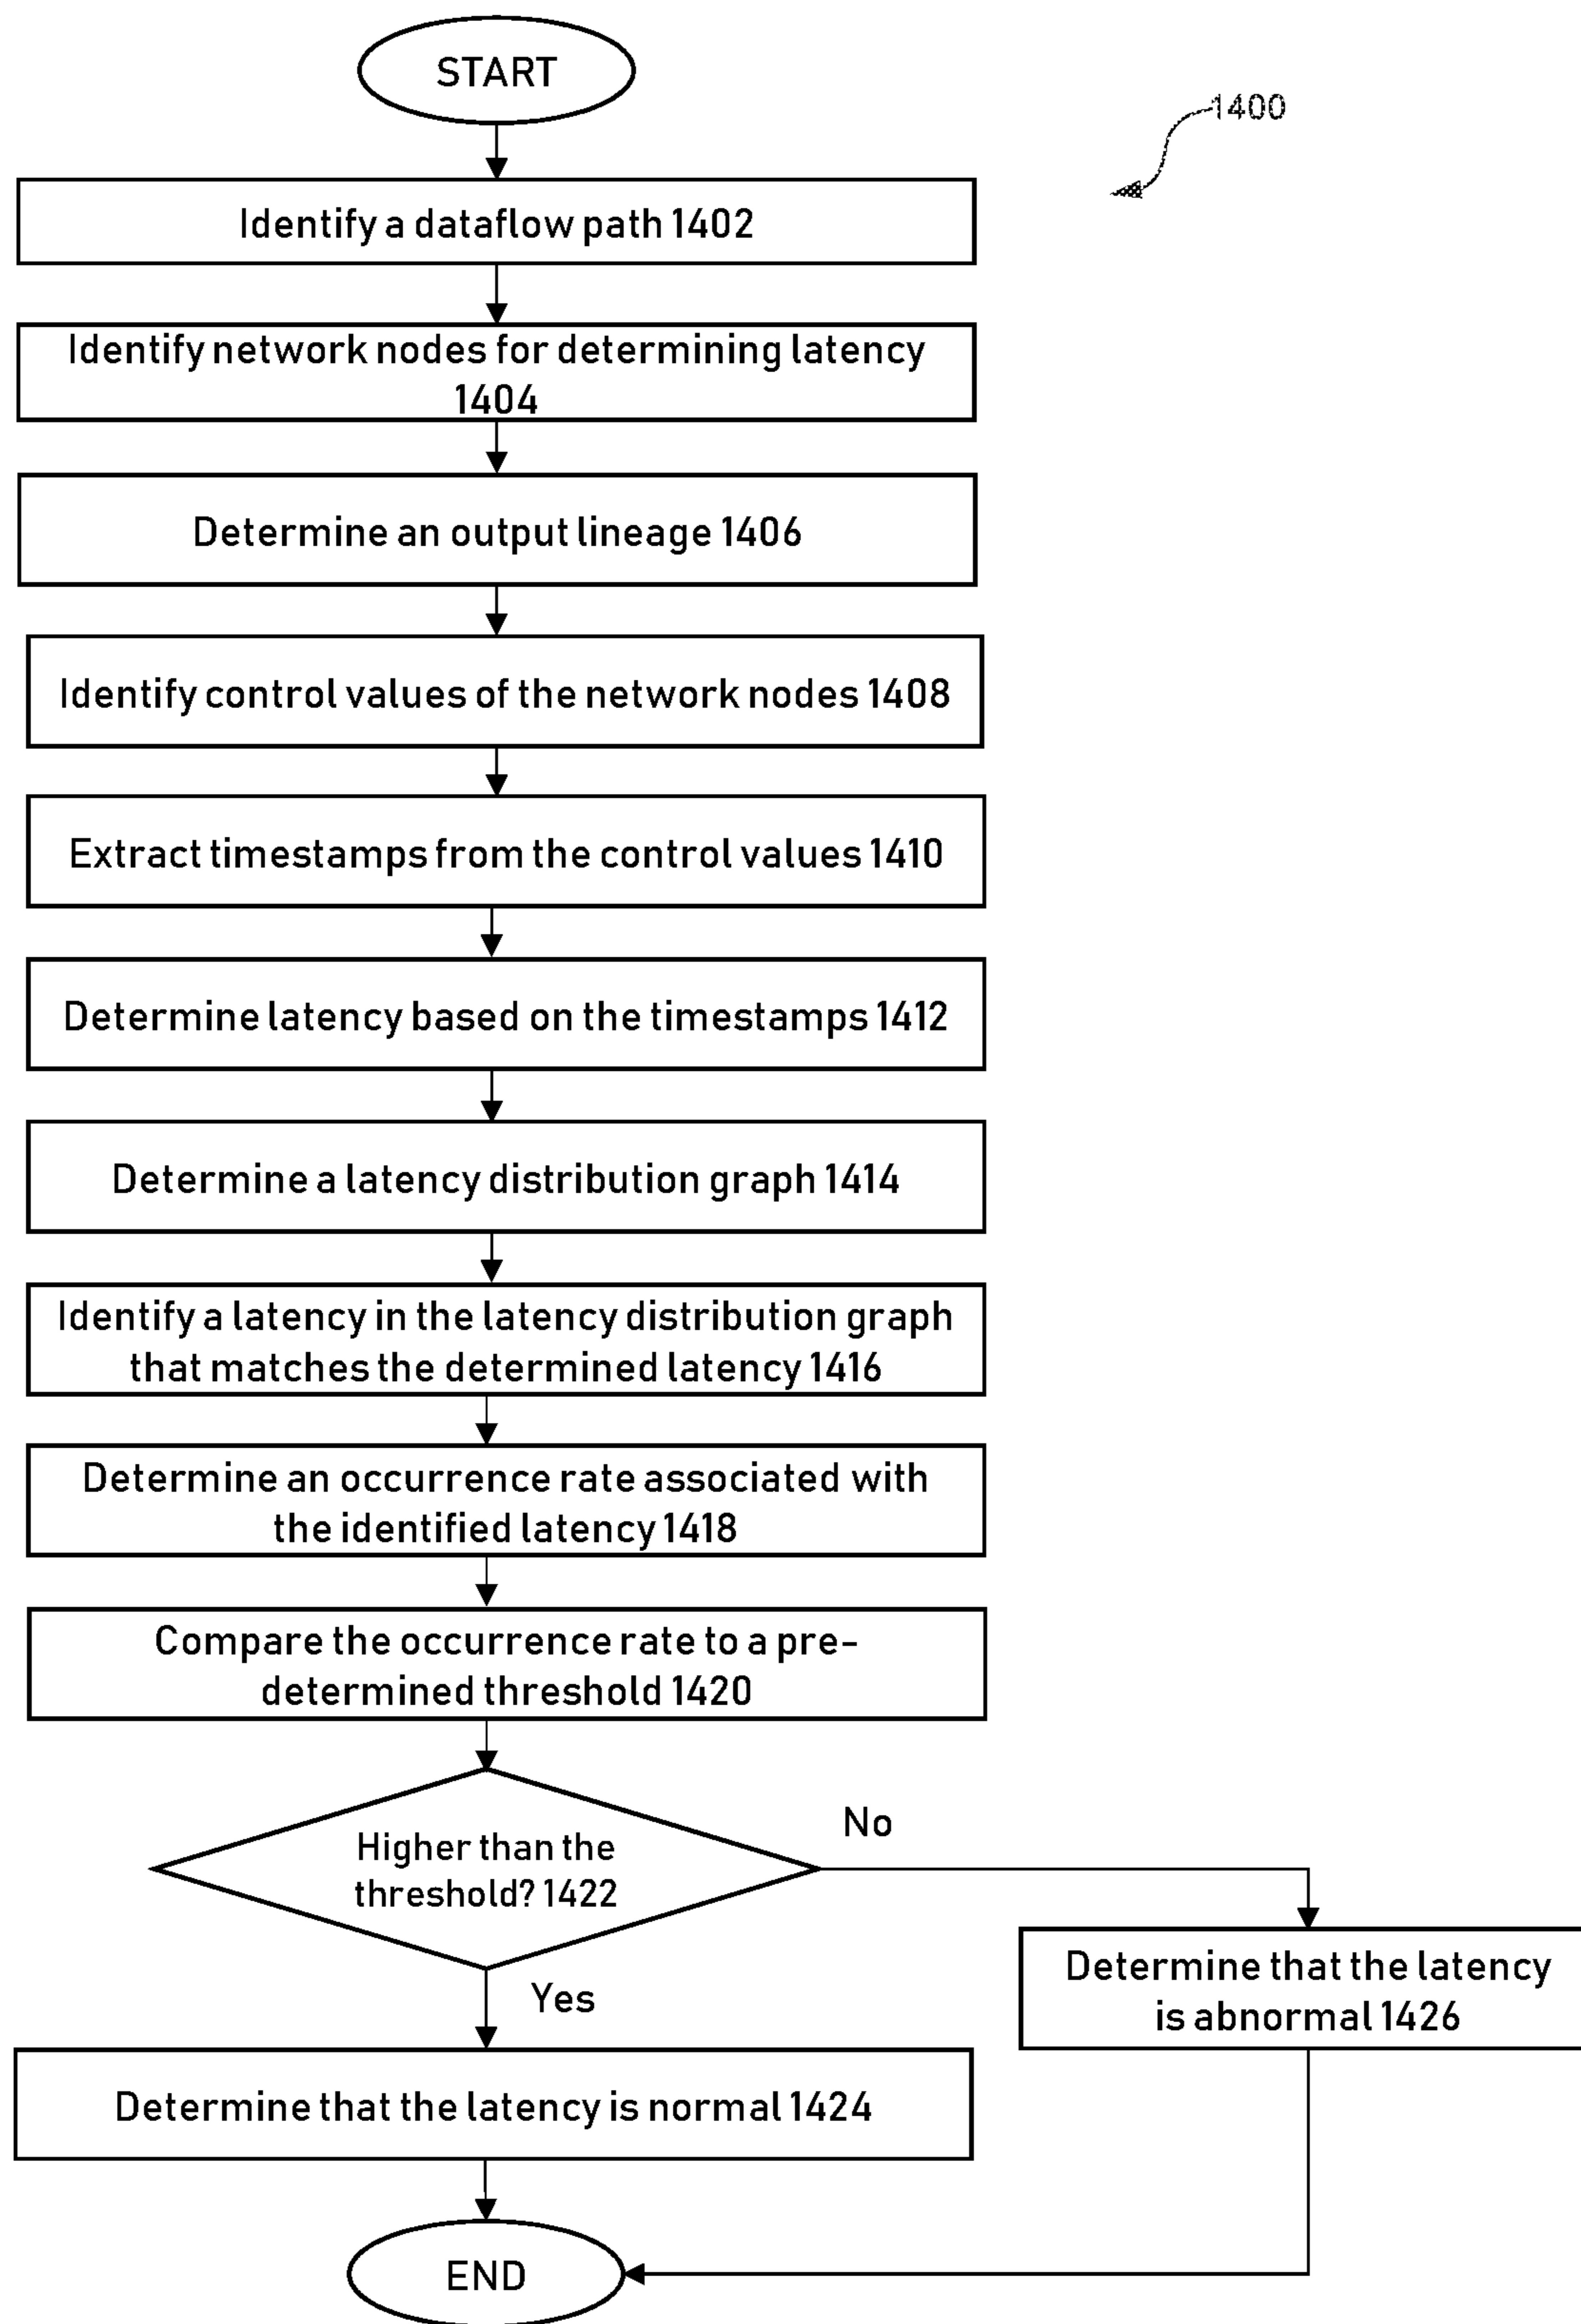 START
1400
Identify a dataflow path 1402
Identify network nodes for determining latency
1404
Determine an output lineage 1406
Identify control values of the network nodes 1408
Extract timestamps from the control values 1410
Determine latency based on the timestamps 1412
Determine a latency distribution graph 1414
Identify a latency in the latency distribution graph
that matches the determined latency 1416
Determine an occurrence rate associated with
the identified latency 1418
Compare the occurrence rate to a pre-
determined threshold 1420
Higher than the
threshold? 1422
No
Yes
Determine that the latency
is abnormal 1426
Determine that the latency is normal 1424
END